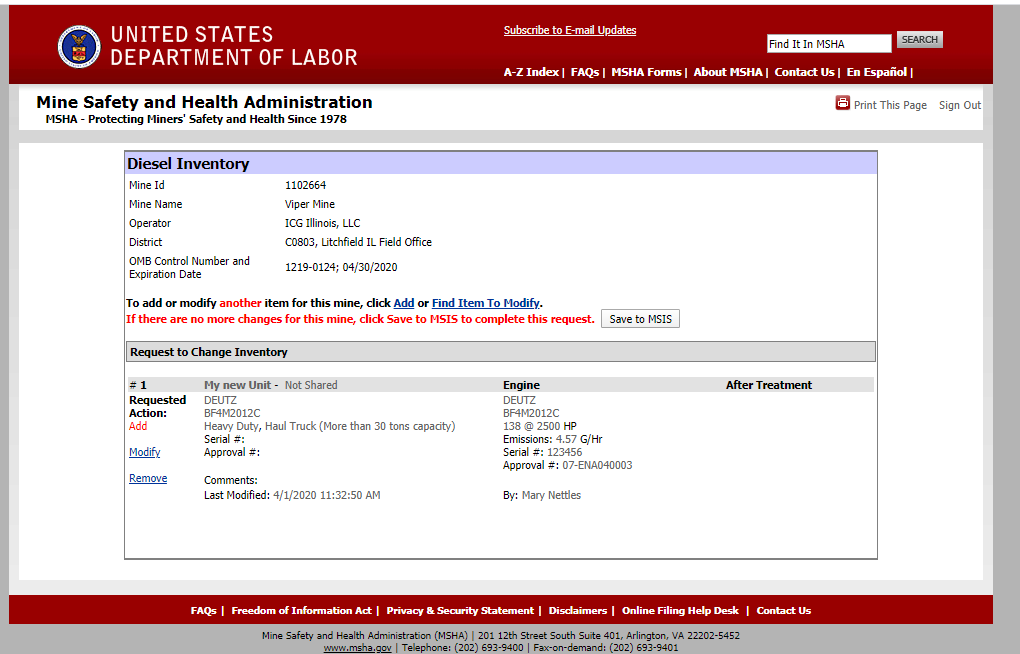 UNITED STATES
DEPARTMENT OF LABOR
Subscribe to E-mail Updates
Find It In MSHA
SEARCH
A-Z Index | FAQs | MSHA Forms | About MSHA | Contact Us | En Español |
Mine Safety and Health Administration
MSHA - Protecting Miners' Safety and Health Since 1978
Print This Page Sign Out
Diesel Inventory
Mine Id 1102664
Mine Name Viper Mine
Operator ICG Illinois, LLC
District C0803, Litchfield IL Field Office
OMB Control Number and
Expiration Date 1219-0124; 04/30/2020
To add or modify another item for this mine, click Add or Find Item To Modify.
If there are no more changes for this mine, click Save to MSIS to complete this request. Save to MSIS
Request to Change Inventory
# 1 My new Unit - Not Shared Engine After Treatment
Requested DEUTZ DEUTZ
Action: BF4M2012C BF4M2012C
Add Heavy Duty, Haul Truck (More than 30 tons capacity) 138 @ 2500 HP
Serial #: Emissions: 4.57 G/Hr
Modify Approval #: Serial #: 123456
Approval #: 07-ENA040003
Remove Comments:
Last Modified: 4/1/2020 11:32:50 AM By: Mary Nettles
FAQs | Freedom of Information Act | Privacy & Security Statement | Disclaimers | Online Filing Help Desk | Contact Us
Mine Safety and Health Administration (MSHA) | 201 12th Street South Suite 401, Arlington, VA 22202-5452
www.msha.gov | Telephone: (202) 693-9400 | Fax-on-demand: (202) 693-9401